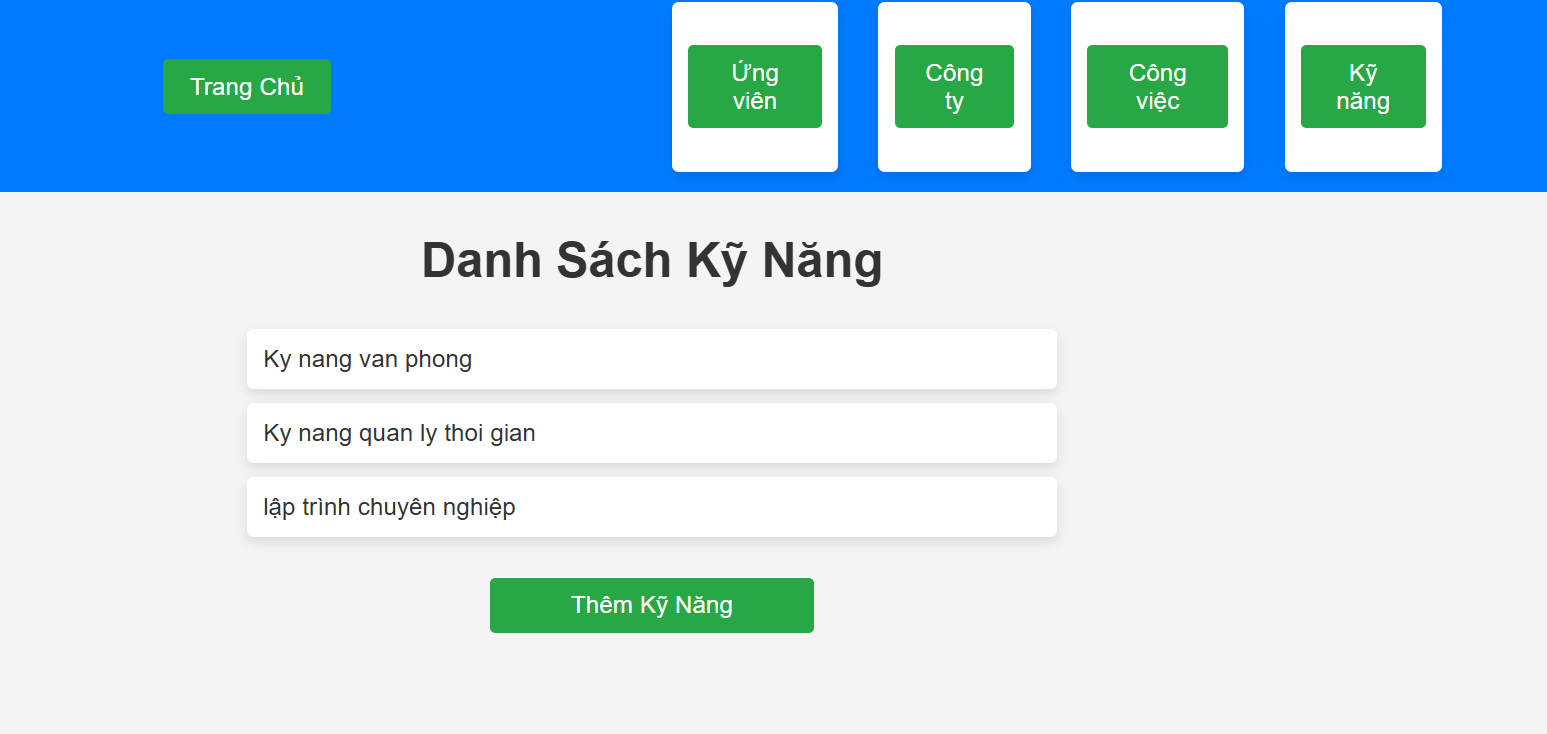 Trang Chủ
Ứng
viên
Công
ty
Công
việc
Kỹ
năng
Danh Sách Kỹ Năng
Ky nang van phong
Ky nang quan ly thoi gian
lập trình chuyên nghiệp
Thêm Kỹ Năng